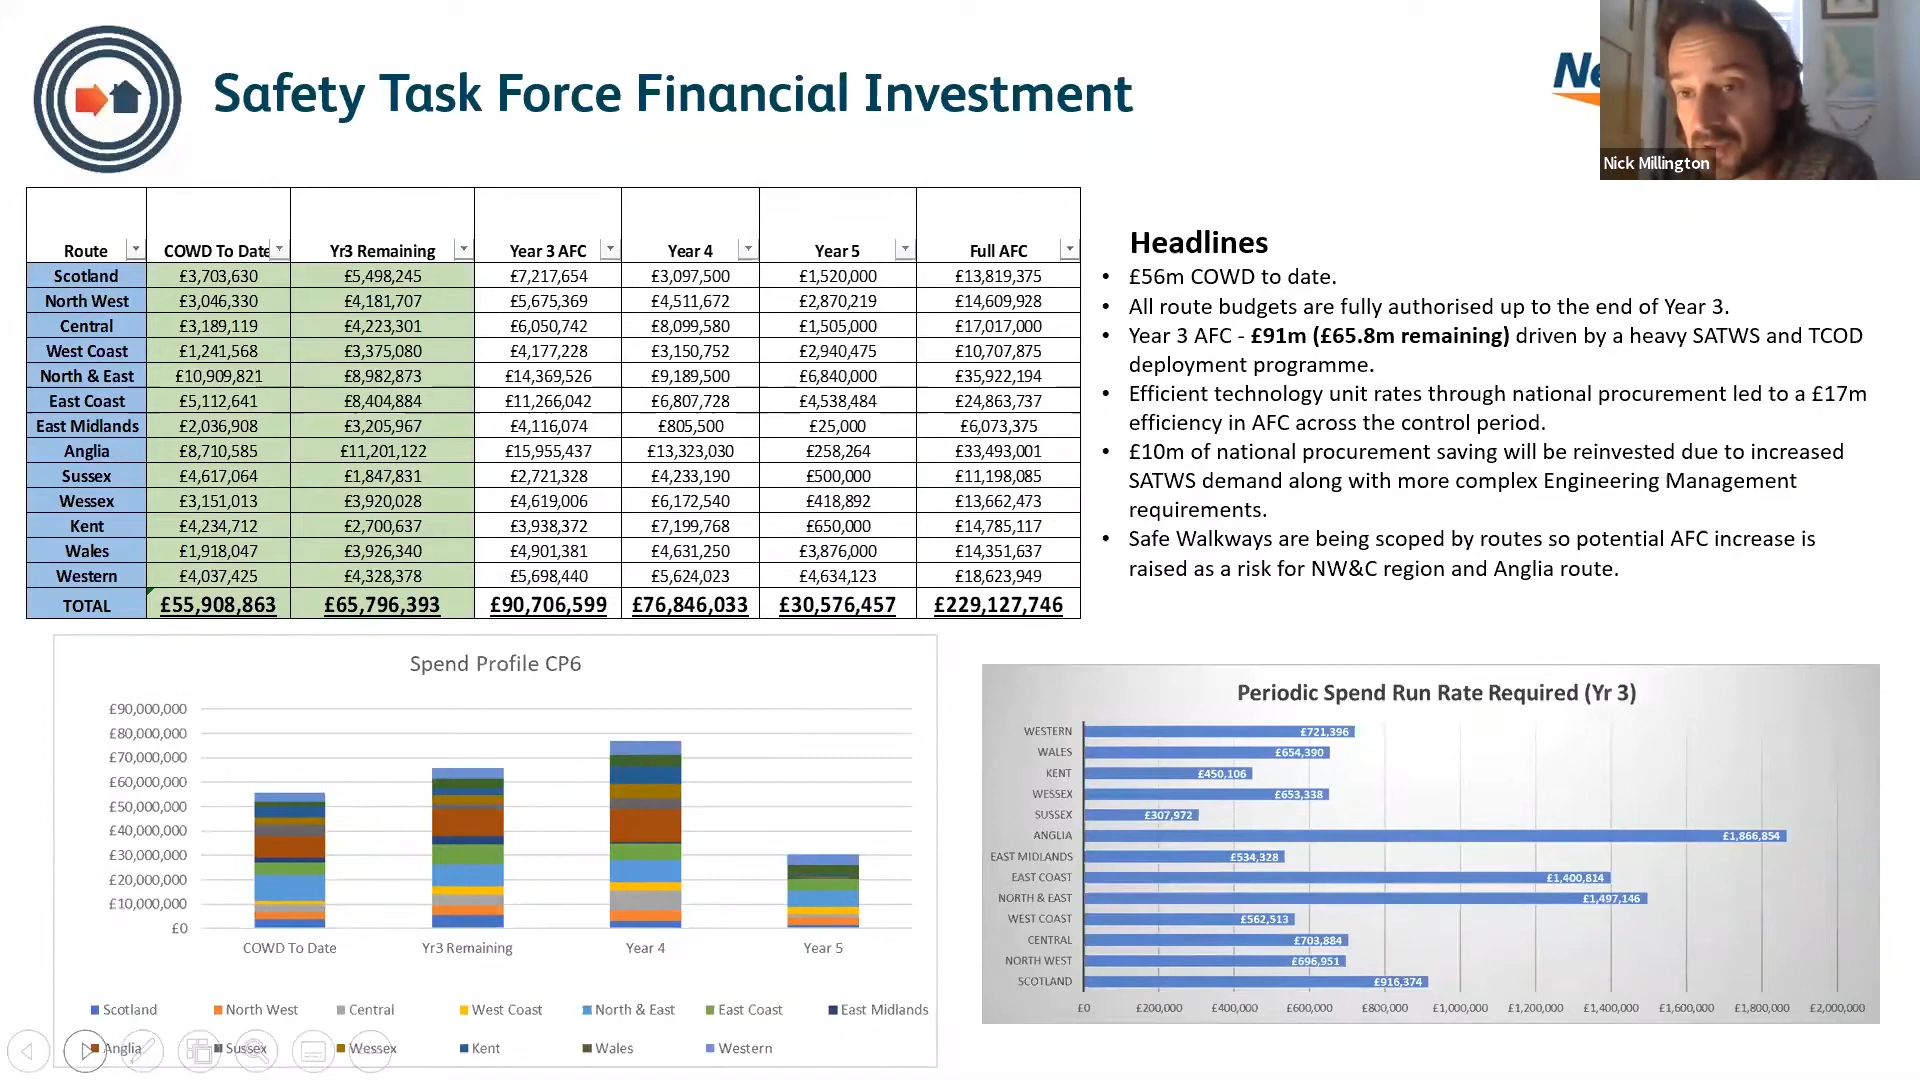 Safety Task Force Financial Investment
Ne
Nick Millington
Route COWD To Date Yr3 Remaining Year 3 AFC Year 4 Year 5 Full AFC
Scotland £3,703,630 £5,498,245 £7,217,654 £3,097,500 £1,520,000 £13,819,375
North West £3,046,330 £4,181,707 £5,675,369 £4,511,672 £2,870,219 £14,609,928
Central £3,189,119 £4,223,301 £6,050,742 £8,099,580 £1,505,000 £17,017,000
West Coast £1,241,568 £3,375,080 £4,177,228 £3,150,752 £2,940,475 £10,707,875
North & East £10,909,821 £8,982,873 £14,369,526 £9,189,500 £6,840,000 £35,922,194
East Coast £5,112,641 £8,404,884 £11,266,042 £6,807,728 £4,538,484 £24,863,737
East Midlands £2,036,908 £3,205,967 £4,116,074 £805,500 £25,000 £6,073,375
Anglia £8,710,585 £11,201,122 £15,955,437 £13,323,030 £258,264 £33,493,001
Sussex £4,617,064 £1,847,831 £2,721,328 £4,233,190 £500,000 £11,198,085
Wessex £3,151,013 £3,920,028 £4,619,006 £6,172,540 £418,892 £13,662,473
Kent £4,234,712 £2,700,637 £3,938,372 £7,199,768 £650,000 £14,785,117
Wales £1,918,047 £3,926,340 £4,901,381 £4,631,250 £3,876,000 £14,351,637
Western £4,037,425 £4,328,378 £5,698,440 £5,624,023 £4,634,123 £18,623,949
TOTAL £55,908,863 £65,796,393 £90,706,599 £76,846,033 £30,576,457 £229,127,746
Headlines
• £56m COWD to date.
• All route budgets are fully authorised up to the end of Year 3.
• Year 3 AFC - £91m (£65.8m remaining) driven by a heavy SATWS and TCOD
deployment programme.
• Efficient technology unit rates through national procurement led to a £17m
efficiency in AFC across the control period.
• £10m of national procurement saving will be reinvested due to increased
SATWS demand along with more complex Engineering Management
requirements.
• Safe Walkways are being scoped by routes so potential AFC increase is
raised as a risk for NW&C region and Anglia route.
Spend Profile CP6
£90,000,000
£80,000,000
£70,000,000
£60,000,000
£50,000,000
£40,000,000
£30,000,000
£20,000,000
£10,000,000
£0
COWD To Date Yr3 Remaining Year 4 Year 5
Scotland North West Central West Coast North & East East Coast East Midlands
Anglia Sussex Wessex Kent Wales Western
Periodic Spend Run Rate Required (Yr 3)
WESTERN £721,396
WALES £654,390
KENT £450,106
WESSEX £653,338
SUSSEX £307,972
ANGLIA £1,866,854
EAST MIDLANDS £534,328
EAST COAST £1,400,814
NORTH & EAST £1,497,146
WEST COAST £562,513
CENTRAL £703,884
NORTH WEST £696,951
SCOTLAND £916,374
£0 £200,000 £400,000 £600,000 £800,000 £1,000,000 £1,200,000 £1,400,000 £1,600,000 £1,800,000 £2,000,000